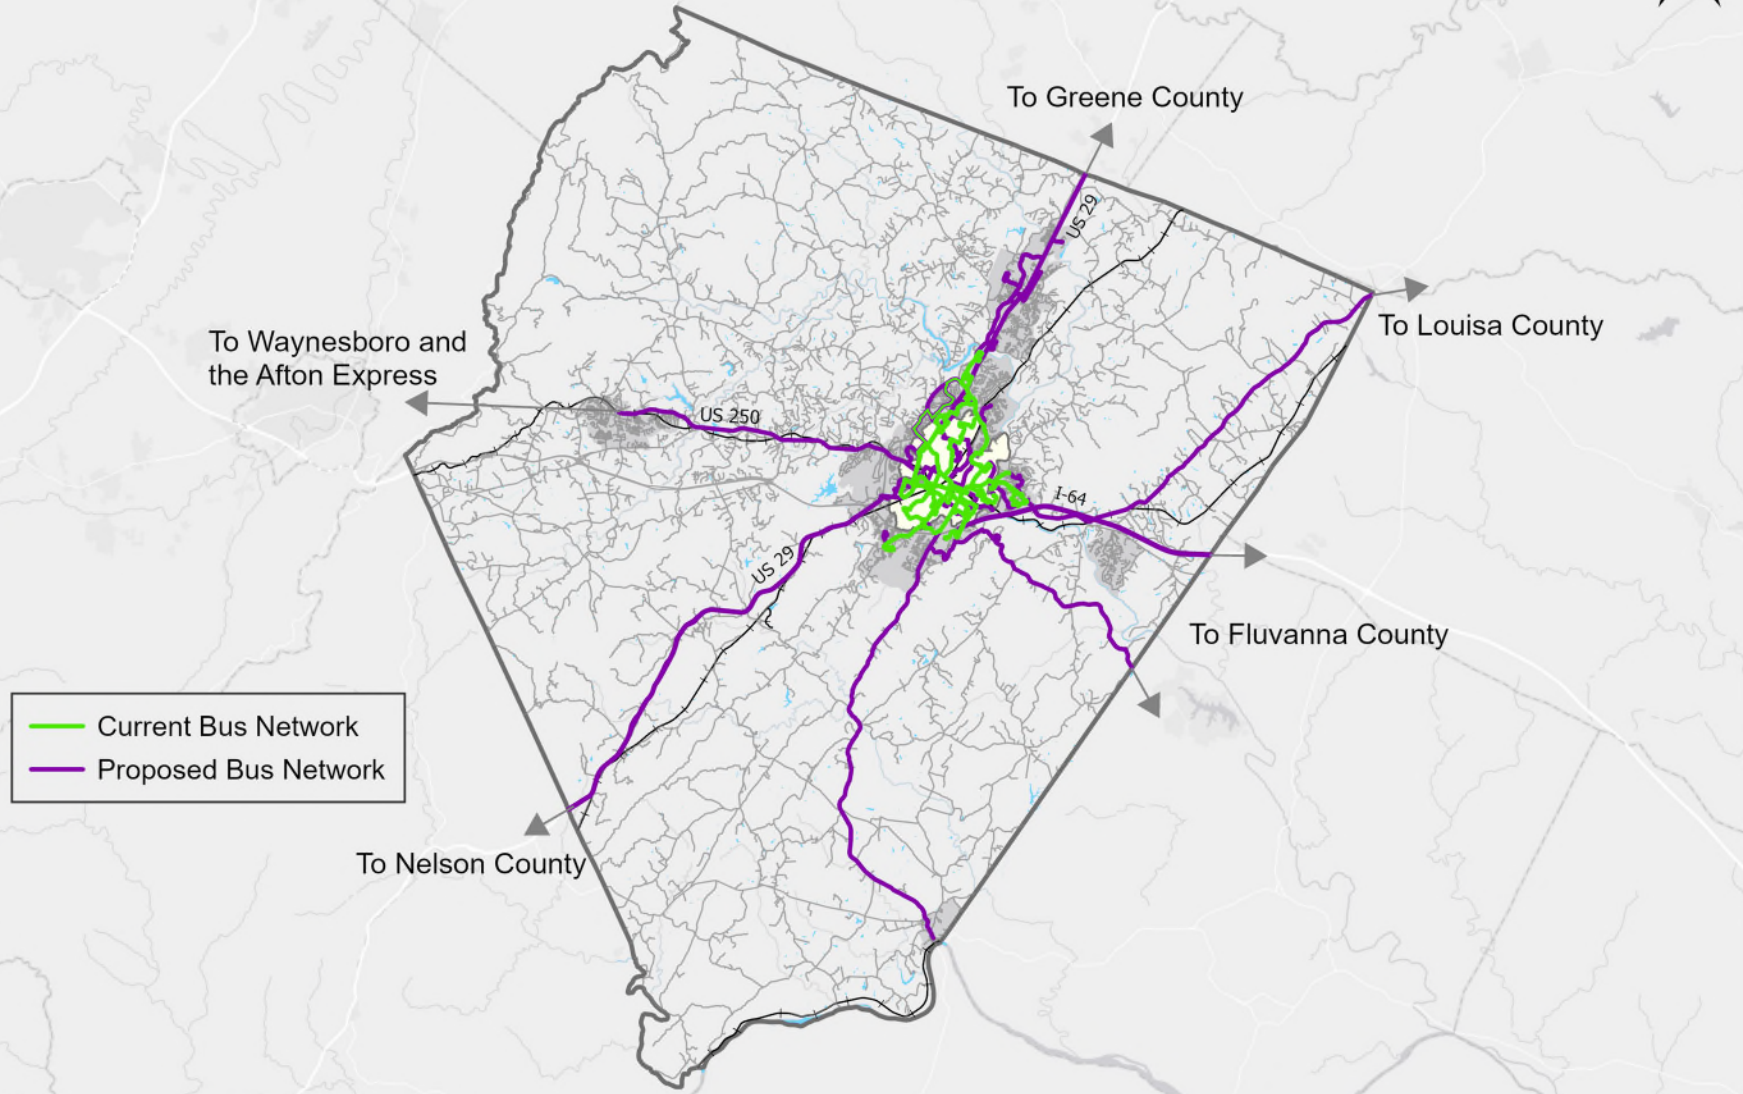 To Greene County
US 29
To Louisa County
To Waynesboro and
the Afton Express
US 250
I-64
US 29
To Fluvanna County
Current Bus Network
Proposed Bus Network
To Nelson County